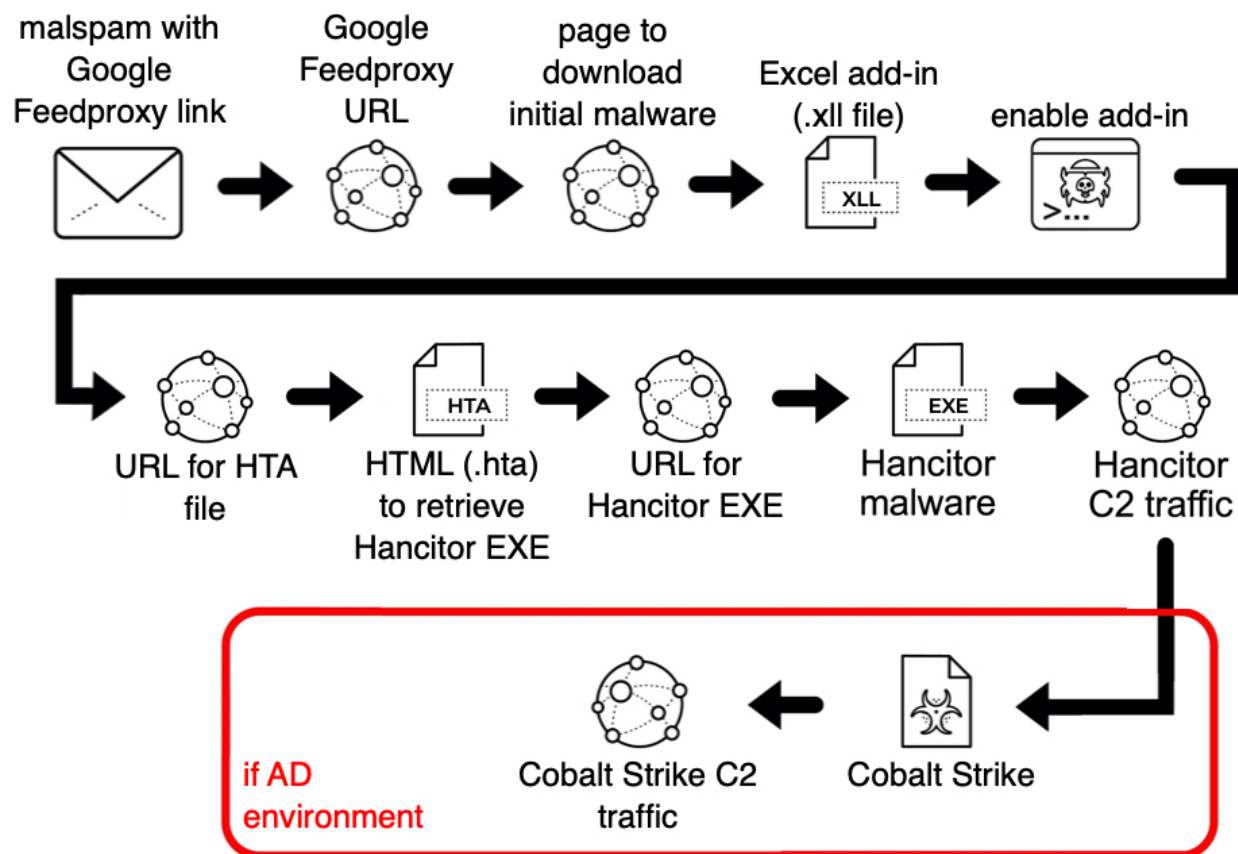 malspam with
Google
Feedproxy link
Google
Feedproxy
URL
page to
download
initial malware
Excel add-in
(.xll file)
XLL
enable add-in
>...
URL for HTA
file
HTA
HTML (.hta)
to retrieve
Hancitor EXE
URL for
Hancitor EXE
EXE
Hancitor
malware
Hancitor
C2 traffic
if AD
environment
Cobalt Strike C2
traffic
Cobalt Strike